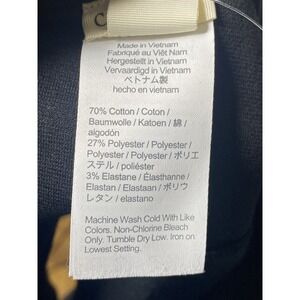 C
Made in Vietnam
Fabriqué au Viêt Nam
Hergestellt in Vietnam
Vervaardigd in Vietnam
ベトナム製
hecho en vietnam
70% Cotton / Coton /
Baumwolle / Katoen / 綿 /
algodón
27% Polyester / Polyester /
Polyester / Polyester / ポリエ
ステル / poliéster
3% Elastane / Élasthanne /
Elastan / Elastaan / ポリウ
レタン / elastano
Machine Wash Cold With Like
Colors. Non-Chlorine Bleach
Only. Tumble Dry Low. Iron on
Lowest Setting.